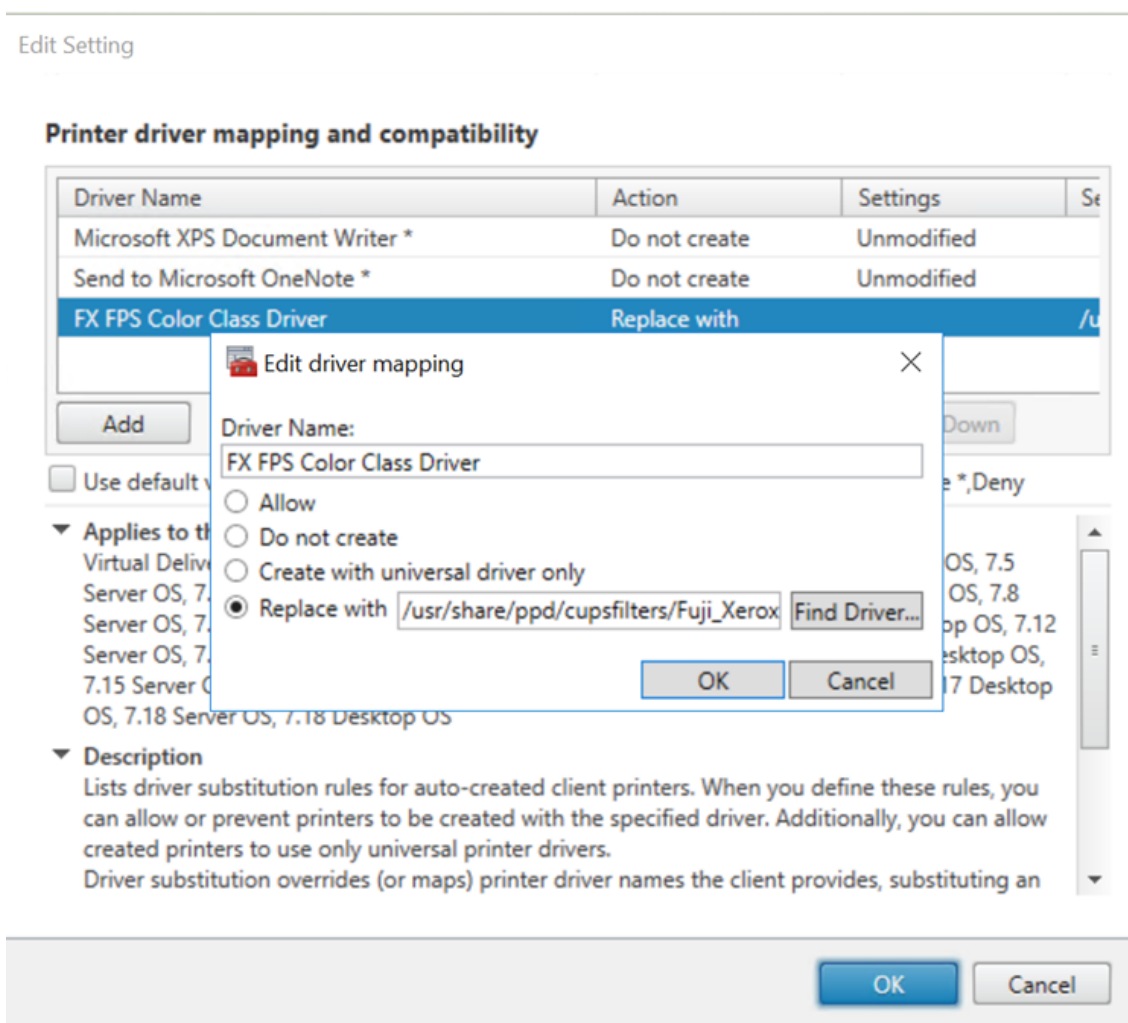 Edit Setting
Printer driver mapping and compatibility
Driver Name Action Settings
Microsoft XPS Document Writer * Do not create Unmodified
Send to Microsoft OneNote * Do not create Unmodified
FX FPS Color Class Driver Replace with /u
Edit driver mapping
Add Driver Name: Down
FX FPS Color Class Driver
Use default *,Deny
Allow
Applies to
Do not create
Virtual OS, 7.5
Create with universal driver only
Server OS, 7. OS, 7.8
Replace with /usr/share/ppd/cupsfilters/Fuji_Xerox Find Driver...
Server OS, 7. OS, 7.12
Server OS, 7. OS,
OK Cancel
7.15 Server 17 Desktop
OS, 7.18 Server OS, 7.18 Desktop OS
Description
Lists driver substitution rules for auto-created client printers. When you define these rules, you
can allow or prevent printers to be created with the specified driver. Additionally, you can allow
created printers to use only universal printer drivers.
Driver substitution overrides (or maps) printer driver names the client provides, substituting an
OK Cancel